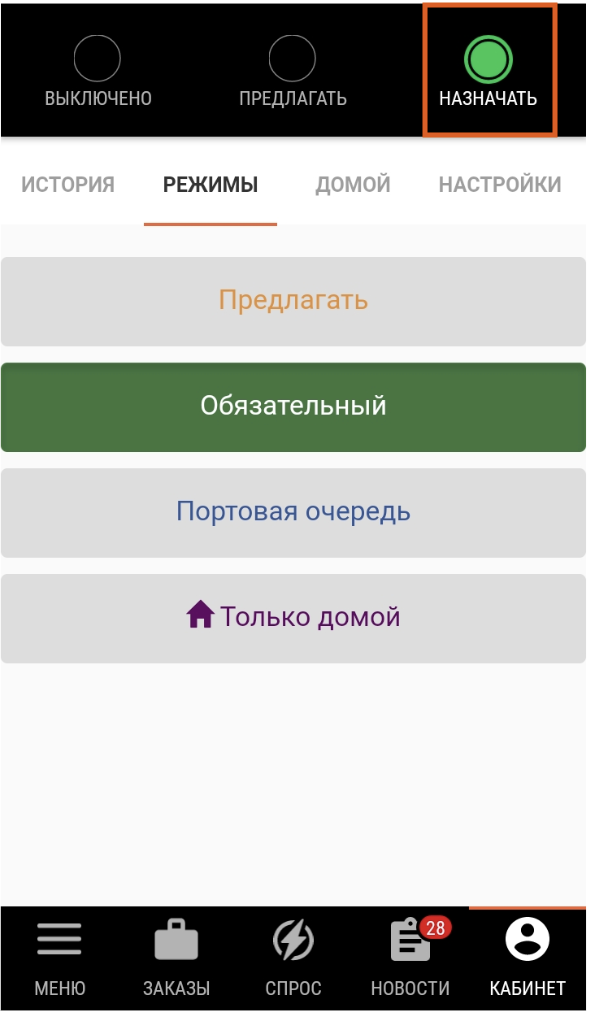 ВЫКЛЮЧЕНО ПРЕДЛАГАТЬ НАЗНАЧАТЬ
ИСТОРИЯ РЕЖИМЫ ДОМОЙ НАСТРОЙКИ
Предлагать
Обязательный
Портовая очередь
Только домой
28
МЕНЮ ЗАКАЗЫ СПРОС НОВОСТИ КАБИНЕТ